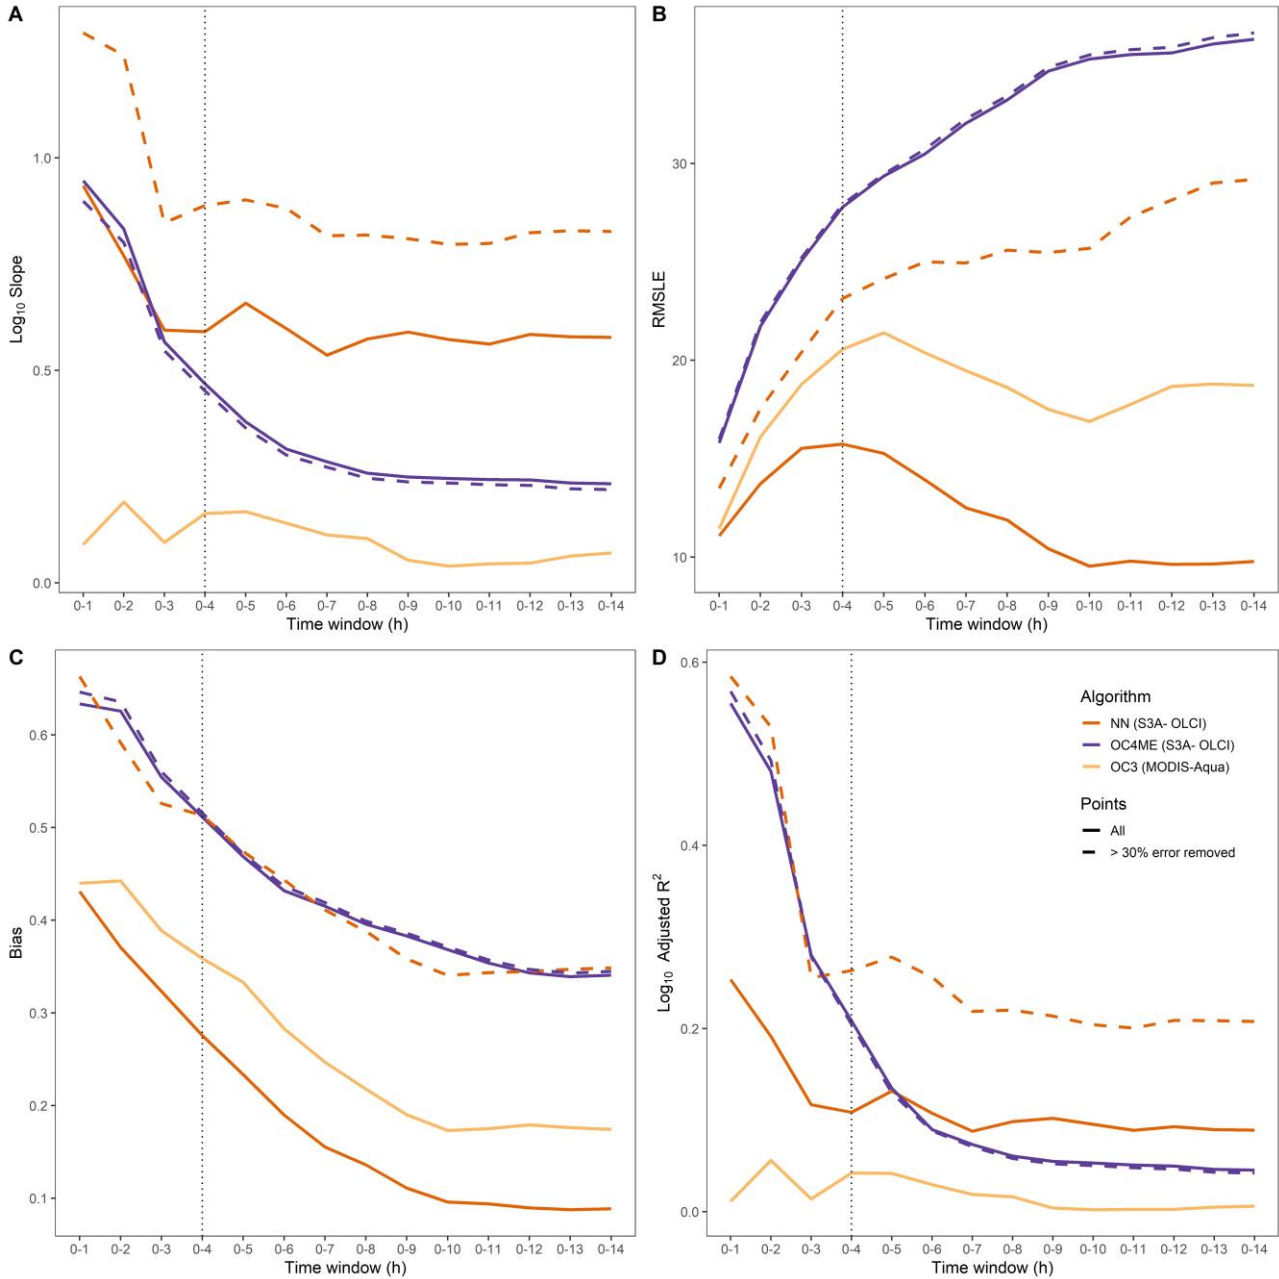 A
Log10 Slope
1.0
0.5
0.0
0-1 0-2 0-3 0-4 0-5 0-6 0-7 0-8 0-9 0-10 0-11 0-12 0-13 0-14
Time window (h)
B
RMSLE
30
20
10
0-1 0-2 0-3 0-4 0-5 0-6 0-7 0-8 0-9 0-10 0-11 0-12 0-13 0-14
Time window (h)
C
Bias
0.6
0.5
0.4
0.3
0.2
0.1
0-1 0-2 0-3 0-4 0-5 0-6 0-7 0-8 0-9 0-10 0-11 0-12 0-13 0-14
Time window (h)
D
Log10 Adjusted R2
0.6
0.4
0.2
0.0
Algorithm
NN (S3A- OLCI)
OC4ME (S3A- OLCI)
OC3 (MODIS-Aqua)
Points
All
> 30% error removed
0-1 0-2 0-3 0-4 0-5 0-6 0-7 0-8 0-9 0-10 0-11 0-12 0-13 0-14
Time window (h)